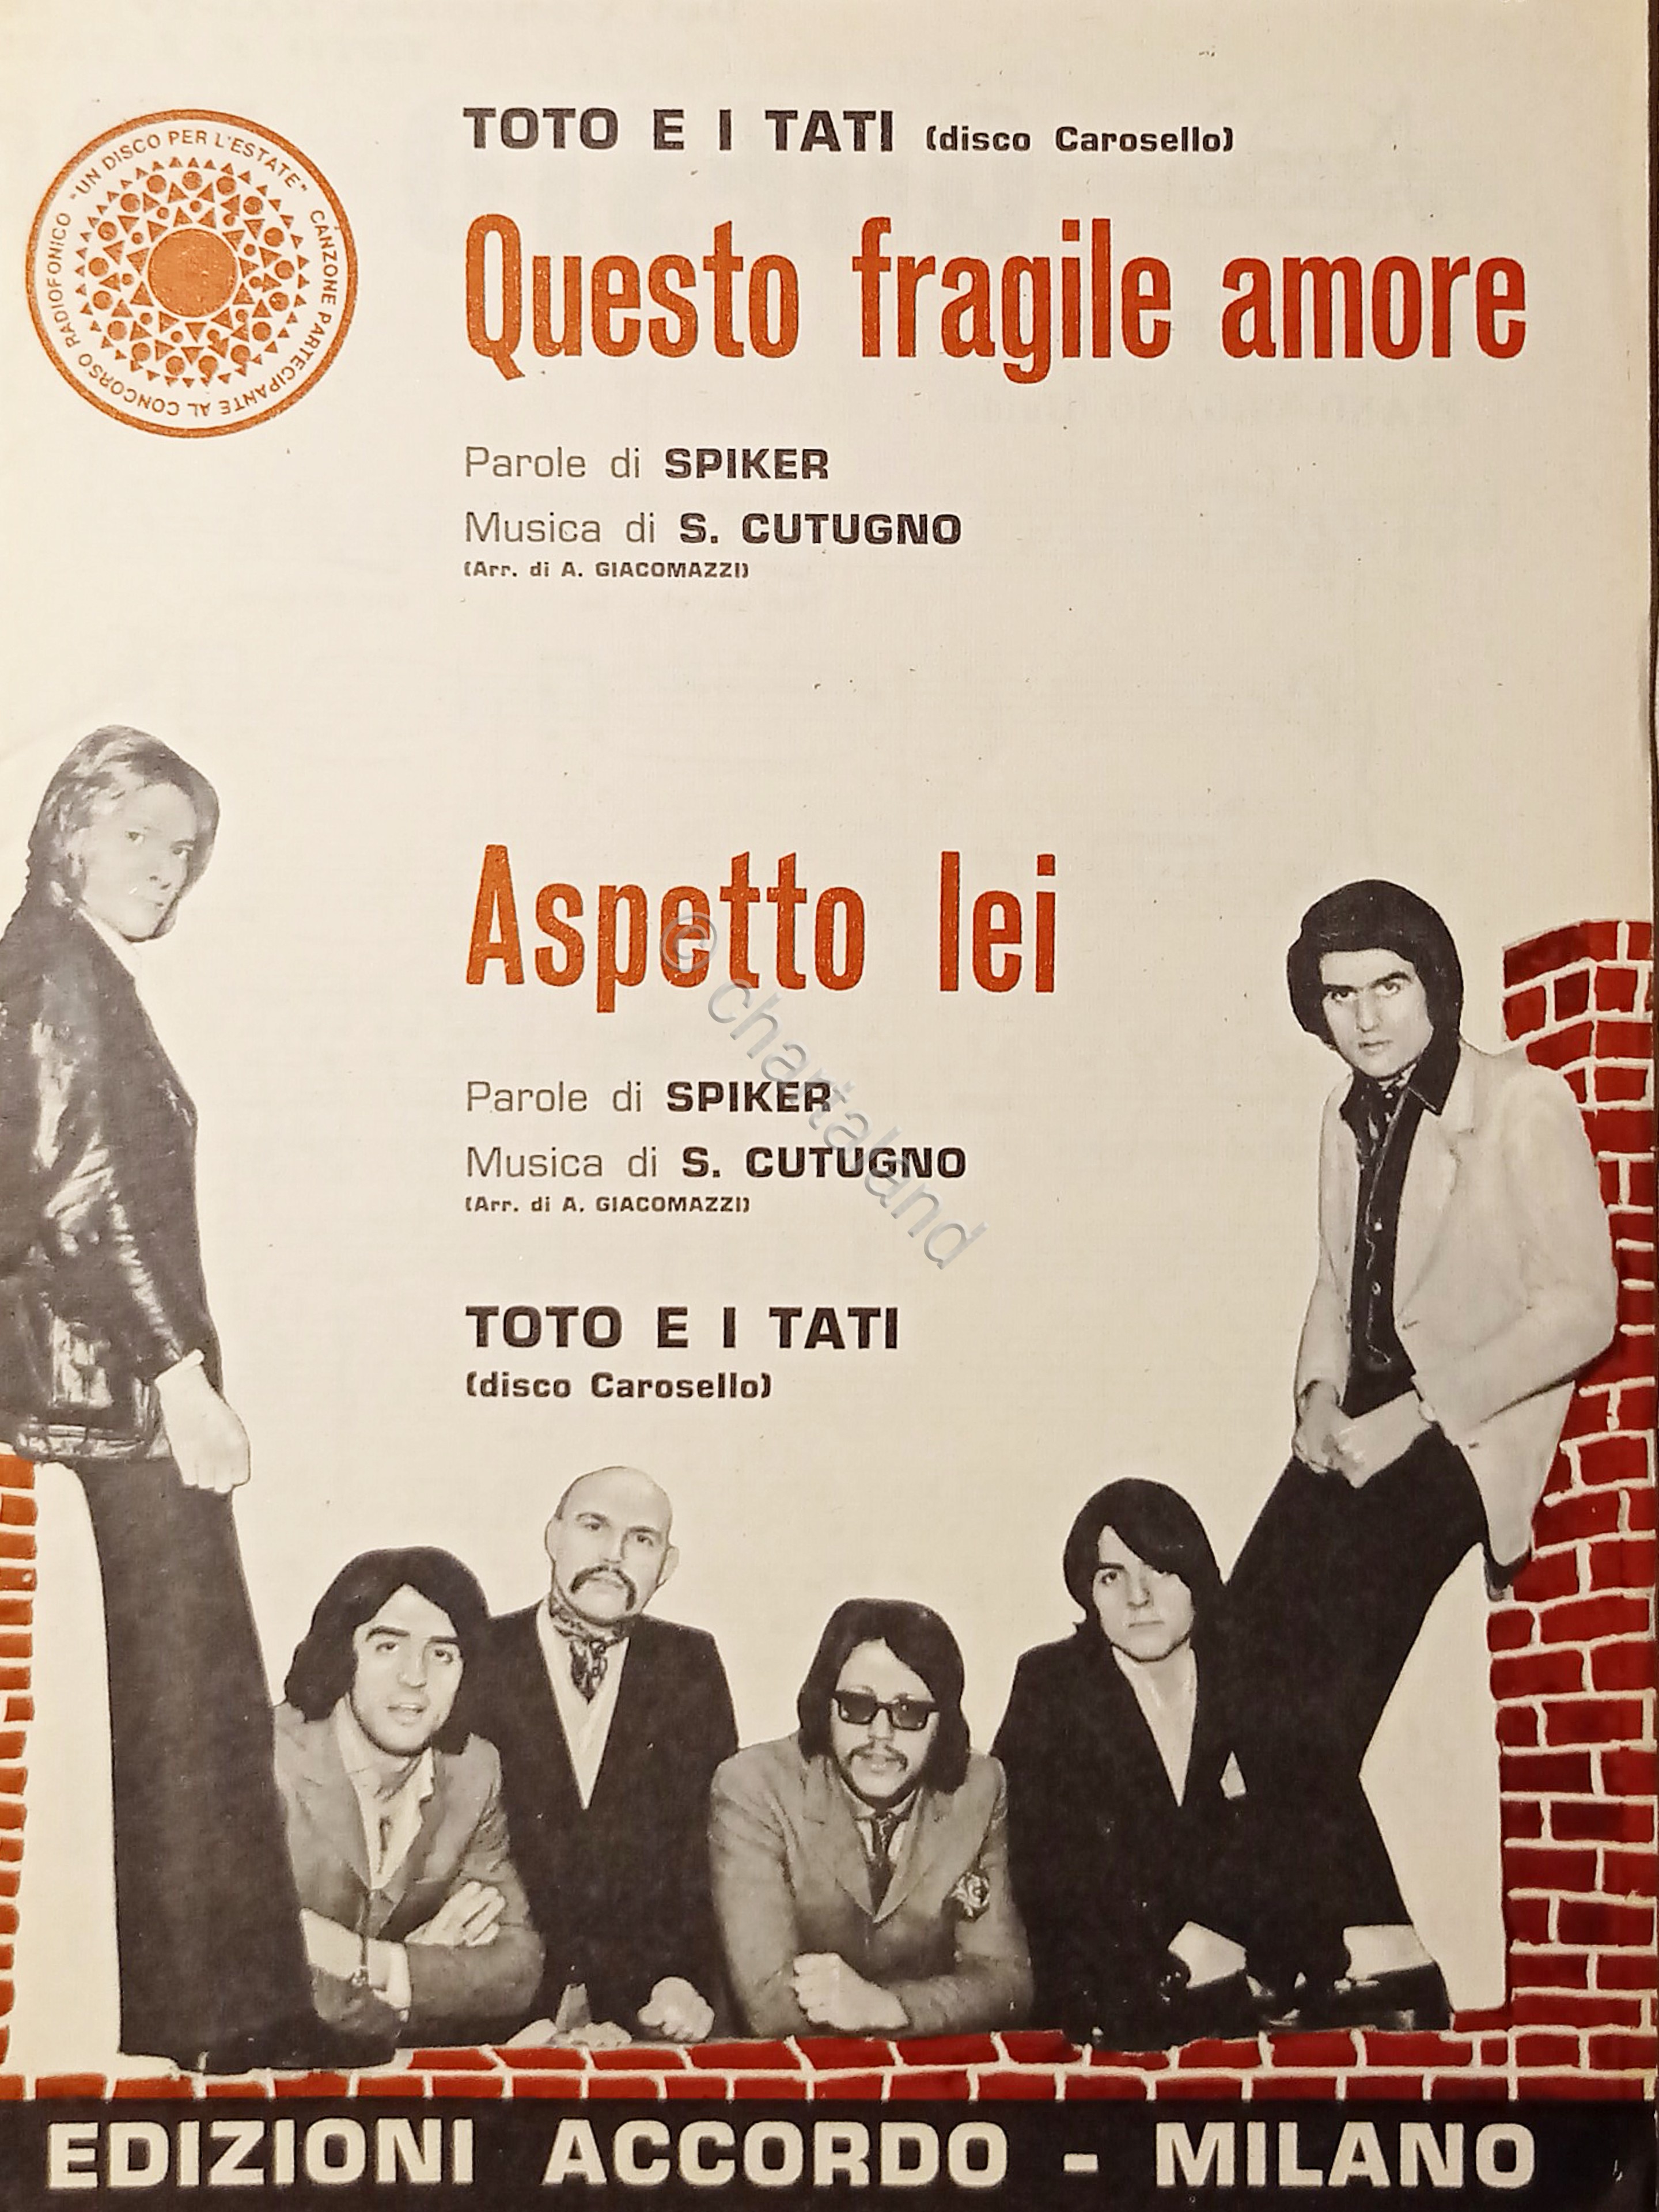 CANZONE PARTECIPANTE AL CONCORSO RADIOFONICO "UN DISCO PER L'ESTATE"
TOTO E I TATI (disco Carosello)
Questo fragile amore
Parole di SPIKER
Musica di S. CUTUGNO
(Arr. di A. GIACOMAZZI)
Aspetto lei
Parole di SPIKER
Musica di S. CUTUGNO
(Arr. di A. GIACOMAZZI)
TOTO E I TATI
(disco Carosello)
© chartaland
EDIZIONI ACCORDO - MILANO